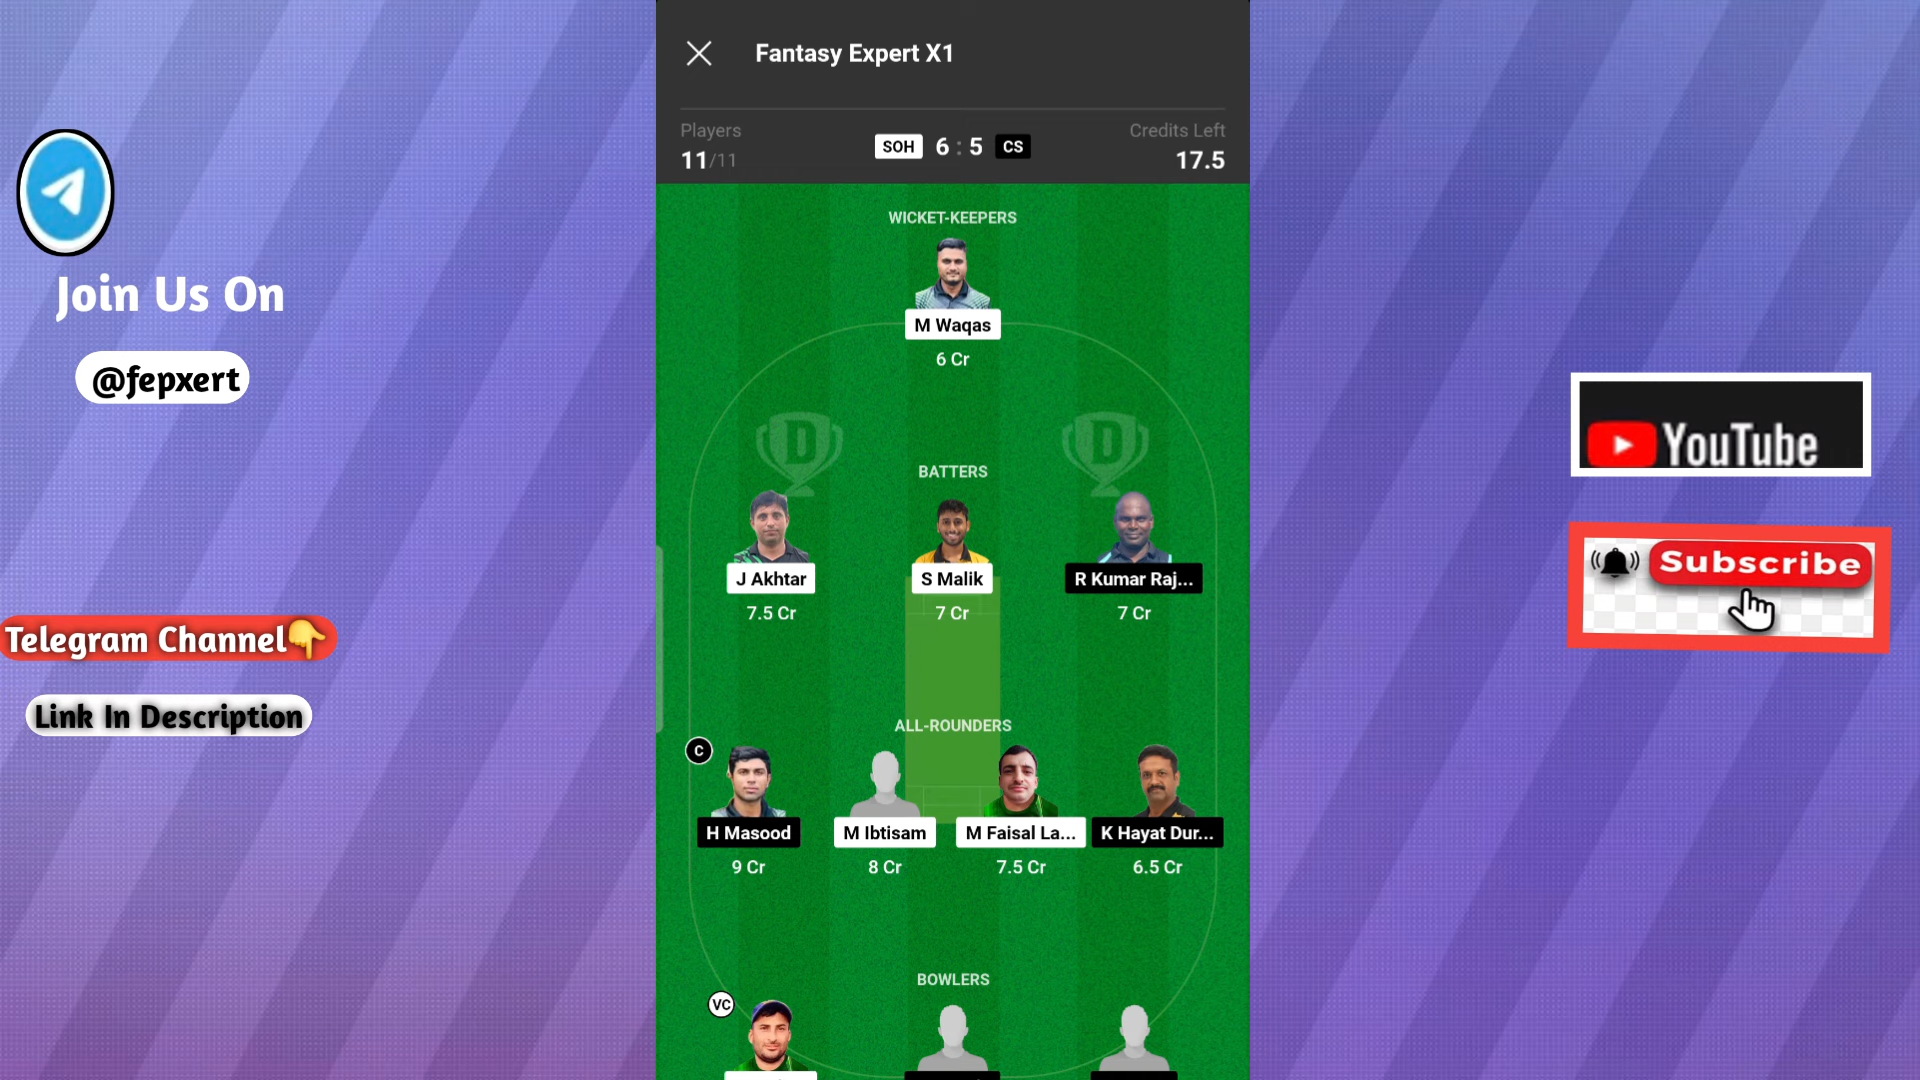 Fantasy Expert X1
Players
11/11
SOH 6 : 5 CS
Credits Left
17.5
WICKET-KEEPERS
M Waqas
6 Cr
D D
BATTERS
J Akhtar S Malik R Kumar Raj...
7.5 Cr 7 Cr 7 Cr
ALL-ROUNDERS
C
H Masood M Ibtisam M Faisal La... K Hayat Dur...
9 Cr 8 Cr 7.5 Cr 6.5 Cr
BOWLERS
VC
Join Us On
@fepxert
Telegram Channel👇
Link In Description
YouTube
Subscribe